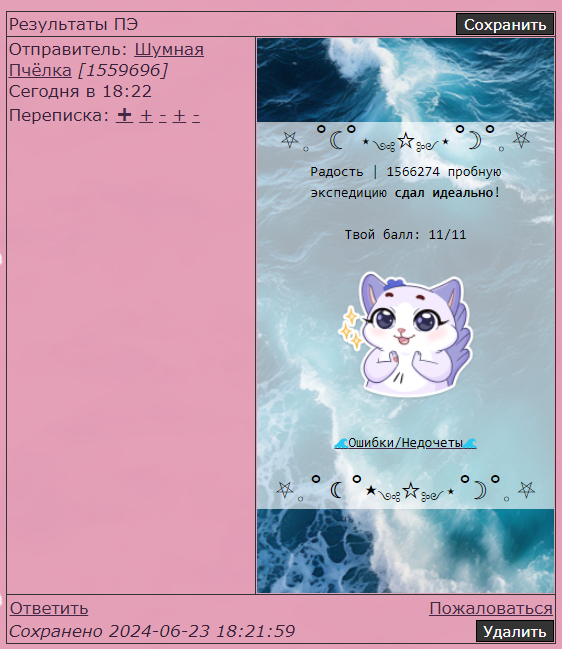 Результаты ПЭ
Сохранить
Отправитель: Шумная
Пчёлка [1559696]
Сегодня в 18:22
Переписка: + + - + -
⛧。°☾°⋆༺☆༻⋆°☽°。⛧
Радость | 1566274 пробную
экспедицию сдал идеально!
Твой балл: 11/11
🌊Ошибки/Недочеты🌊
⛧。°☾°⋆༺☆༻⋆°☽°。⛧
Ответить
Пожаловаться
Сохранено 2024-06-23 18:21:59
Удалить